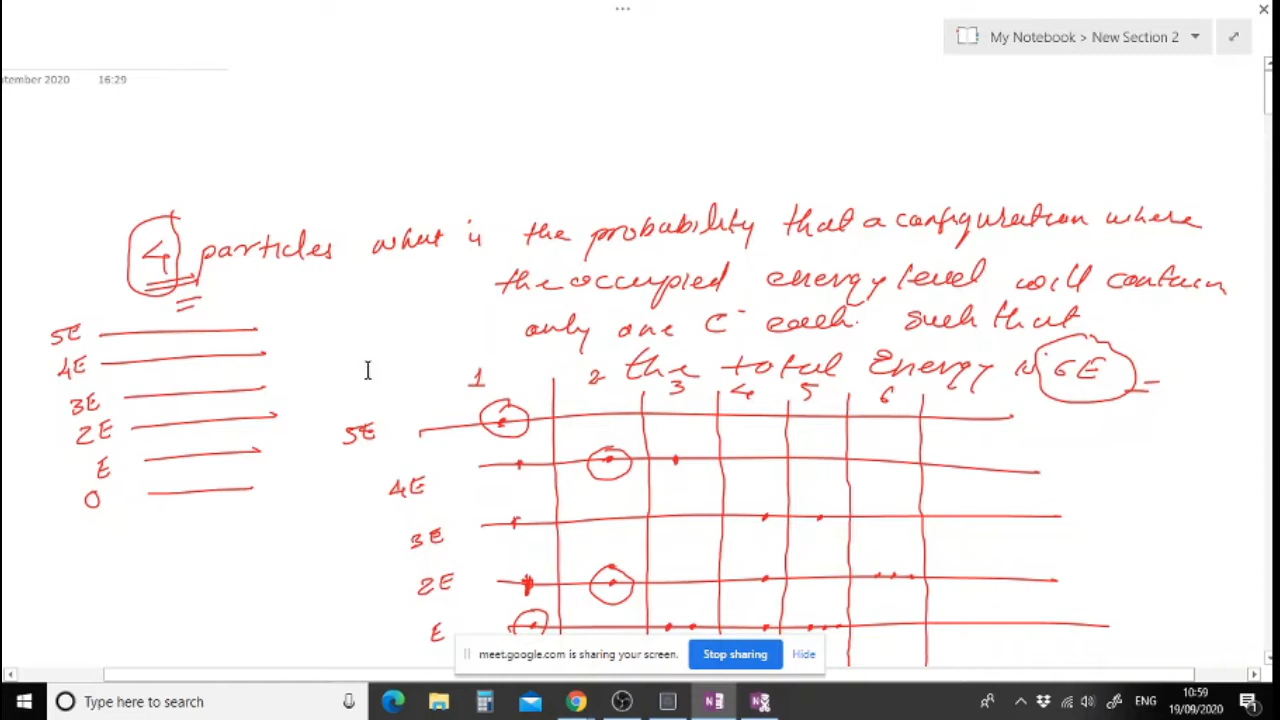 My Notebook > New Section 2
tember 2020 16:29
4 particles what is the probability that a configuration where
the occupied energy level will contain
only one e⁻ each. such that
the total Energy is 6E
5E
4E
3E
2E
E
0
1 2 3 4 5 6
5E
4E
3E
2E
E
meet.google.com is sharing your screen. Stop sharing Hide
Type here to search
ENG
10:59
19/09/2020
1